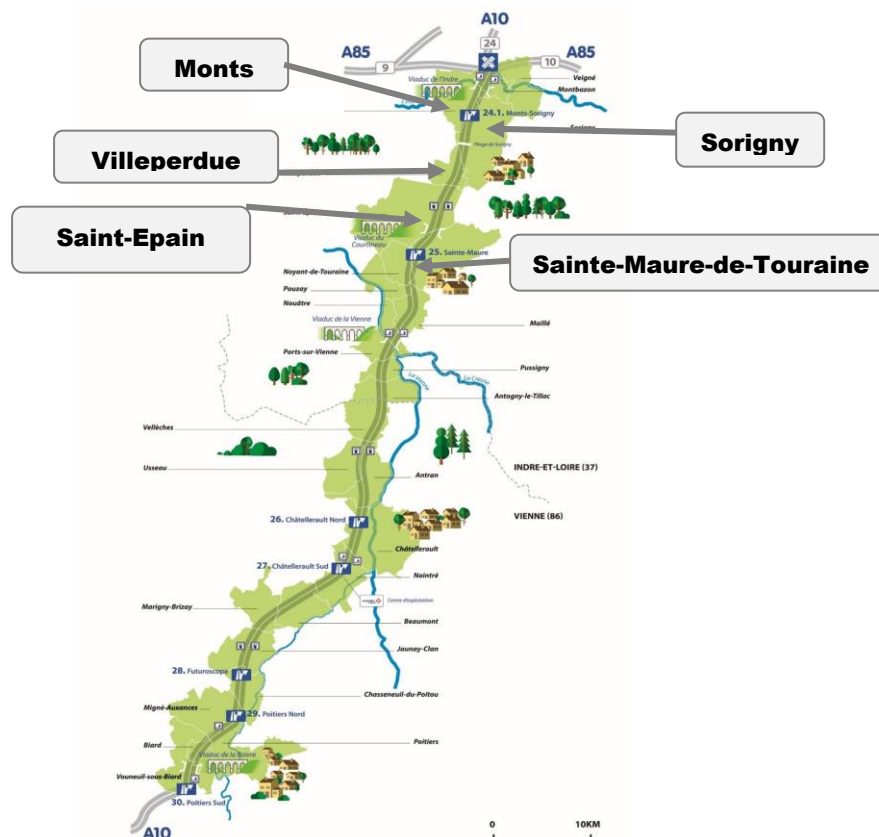 A10
24
A85
A85
9
10
Monts
Viaduc de l'Indre
Veigné
Montbazon
24.1. Monts-Sorigny
Sorigny
Villeperdue
Saint-Epain
Viaduc du
Courtineau
25. Sainte-Maure
Sainte-Maure-de-Touraine
Noyant-de-Touraine
Pouzay
Nouâtre
Viaduc de la Vienne
Maillé
Ports-sur-Vienne
Pussigny
La Vienne
La Creuse
Antogny-le-Tillac
Vellèches
Usseau
INDRE-ET-LOIRE (37)
Antran
VIENNE (86)
26. Châtellerault Nord
Châtellerault
27. Châtellerault Sud
Naintré
Centre d'exploitation
Marigny-Brizay
Beaumont
Jaunay-Clan
28. Futuroscope
Chasseneuil-du-Poitou
Migné-Auxances
29. Poitiers Nord
Biard
Poitiers
Viaduc de la Boivre
Vouneuil-sous-Biard
30. Poitiers Sud
A10
0
10KM